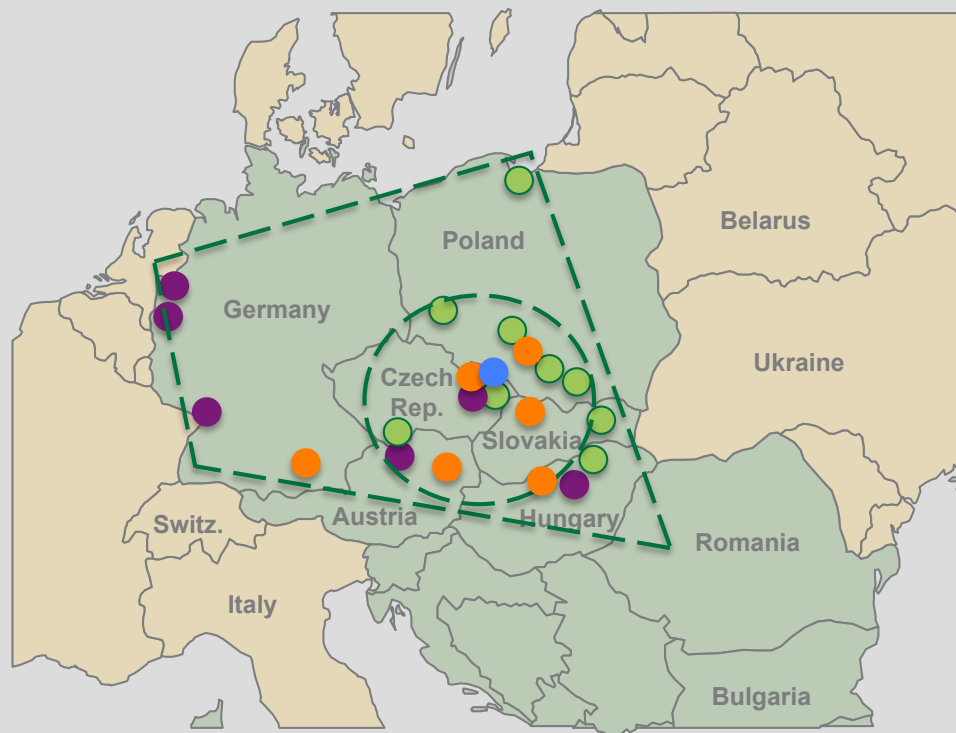 Belarus
Poland
Germany
Ukraine
Czech
Rep.
Slovakia
Austria
Hungary
Switz.
Romania
Italy
Bulgaria